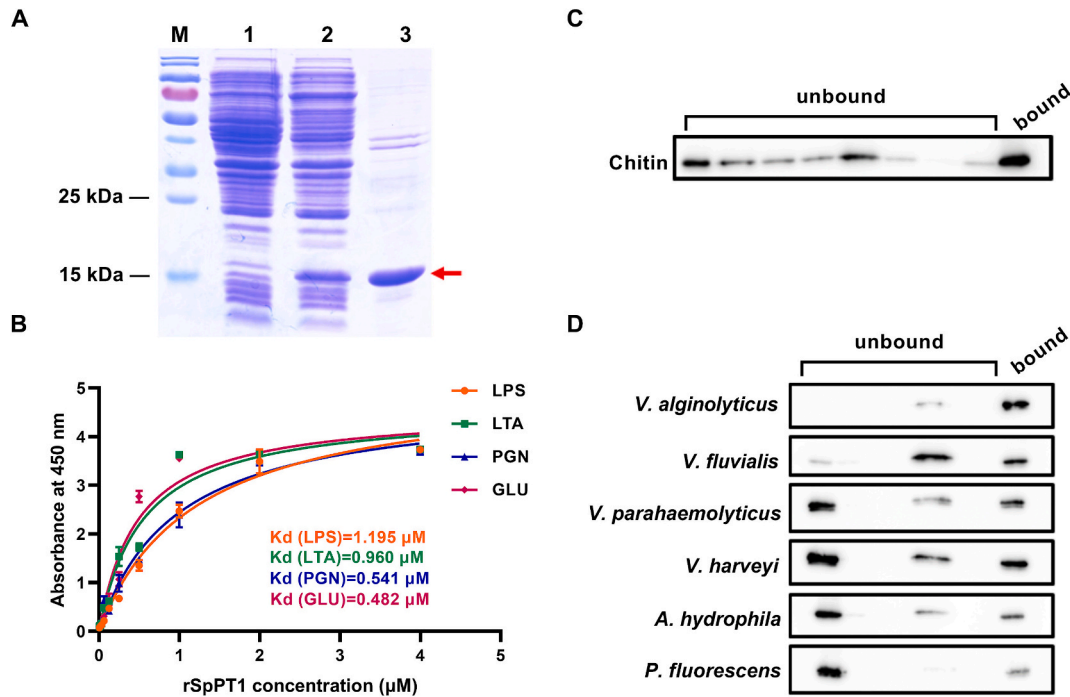 A
M 1 2 3
25 kDa
15 kDa
B
Absorbance at 450 nm
5
4
3
2
1
0
0 1 2 3 4 5
rSpPT1 concentration (μM)
LPS
LTA
PGN
GLU
Kd (LPS)=1.195 μM
Kd (LTA)=0.960 μM
Kd (PGN)=0.541 μM
Kd (GLU)=0.482 μM
C
unbound bound
Chitin
D
unbound bound
V. alginolyticus
V. fluvialis
V. parahaemolyticus
V. harveyi
A. hydrophila
P. fluorescens